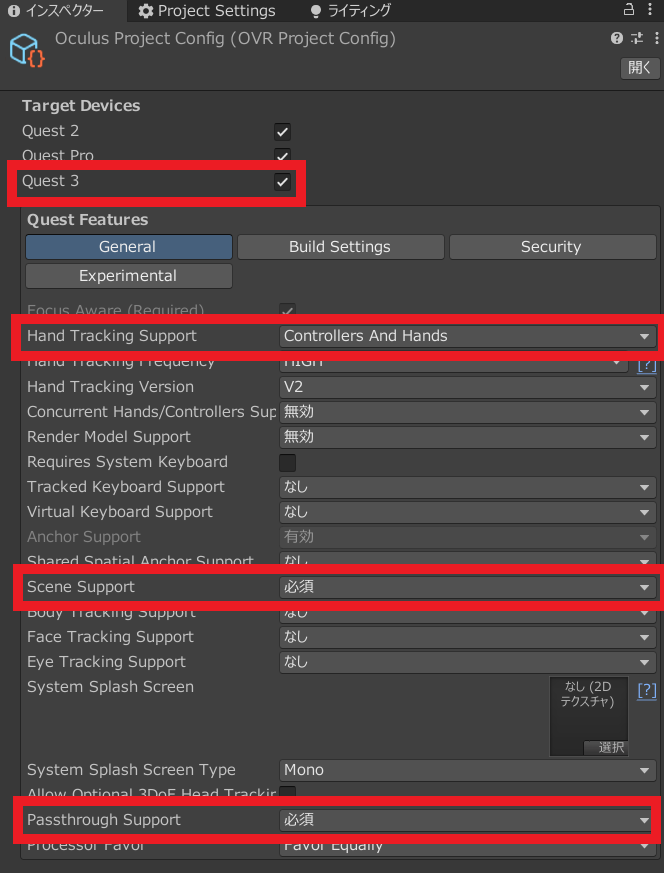 インスペクター Project Settings ライティング
Oculus Project Config (OVR Project Config)
開く
Target Devices
Quest 2
Quest Pro
Quest 3
Quest Features
General Build Settings Security
Experimental
Focus Aware (Required)
Hand Tracking Support Controllers And Hands
Hand Tracking Frequency HIGH [?]
Hand Tracking Version V2
Concurrent Hands/Controllers Sup 無効
Render Model Support 無効
Requires System Keyboard
Tracked Keyboard Support なし
Virtual Keyboard Support なし
Anchor Support 有効
Shared Spatial Anchor Support なし
Scene Support 必須
Body Tracking Support なし
Face Tracking Support なし
Eye Tracking Support なし
System Splash Screen なし (2D [?]
テクスチャ)
選択
System Splash Screen Type Mono
Allow Optional 3DoF Head Trackin
Passthrough Support 必須
Processor Favor Favor Equally